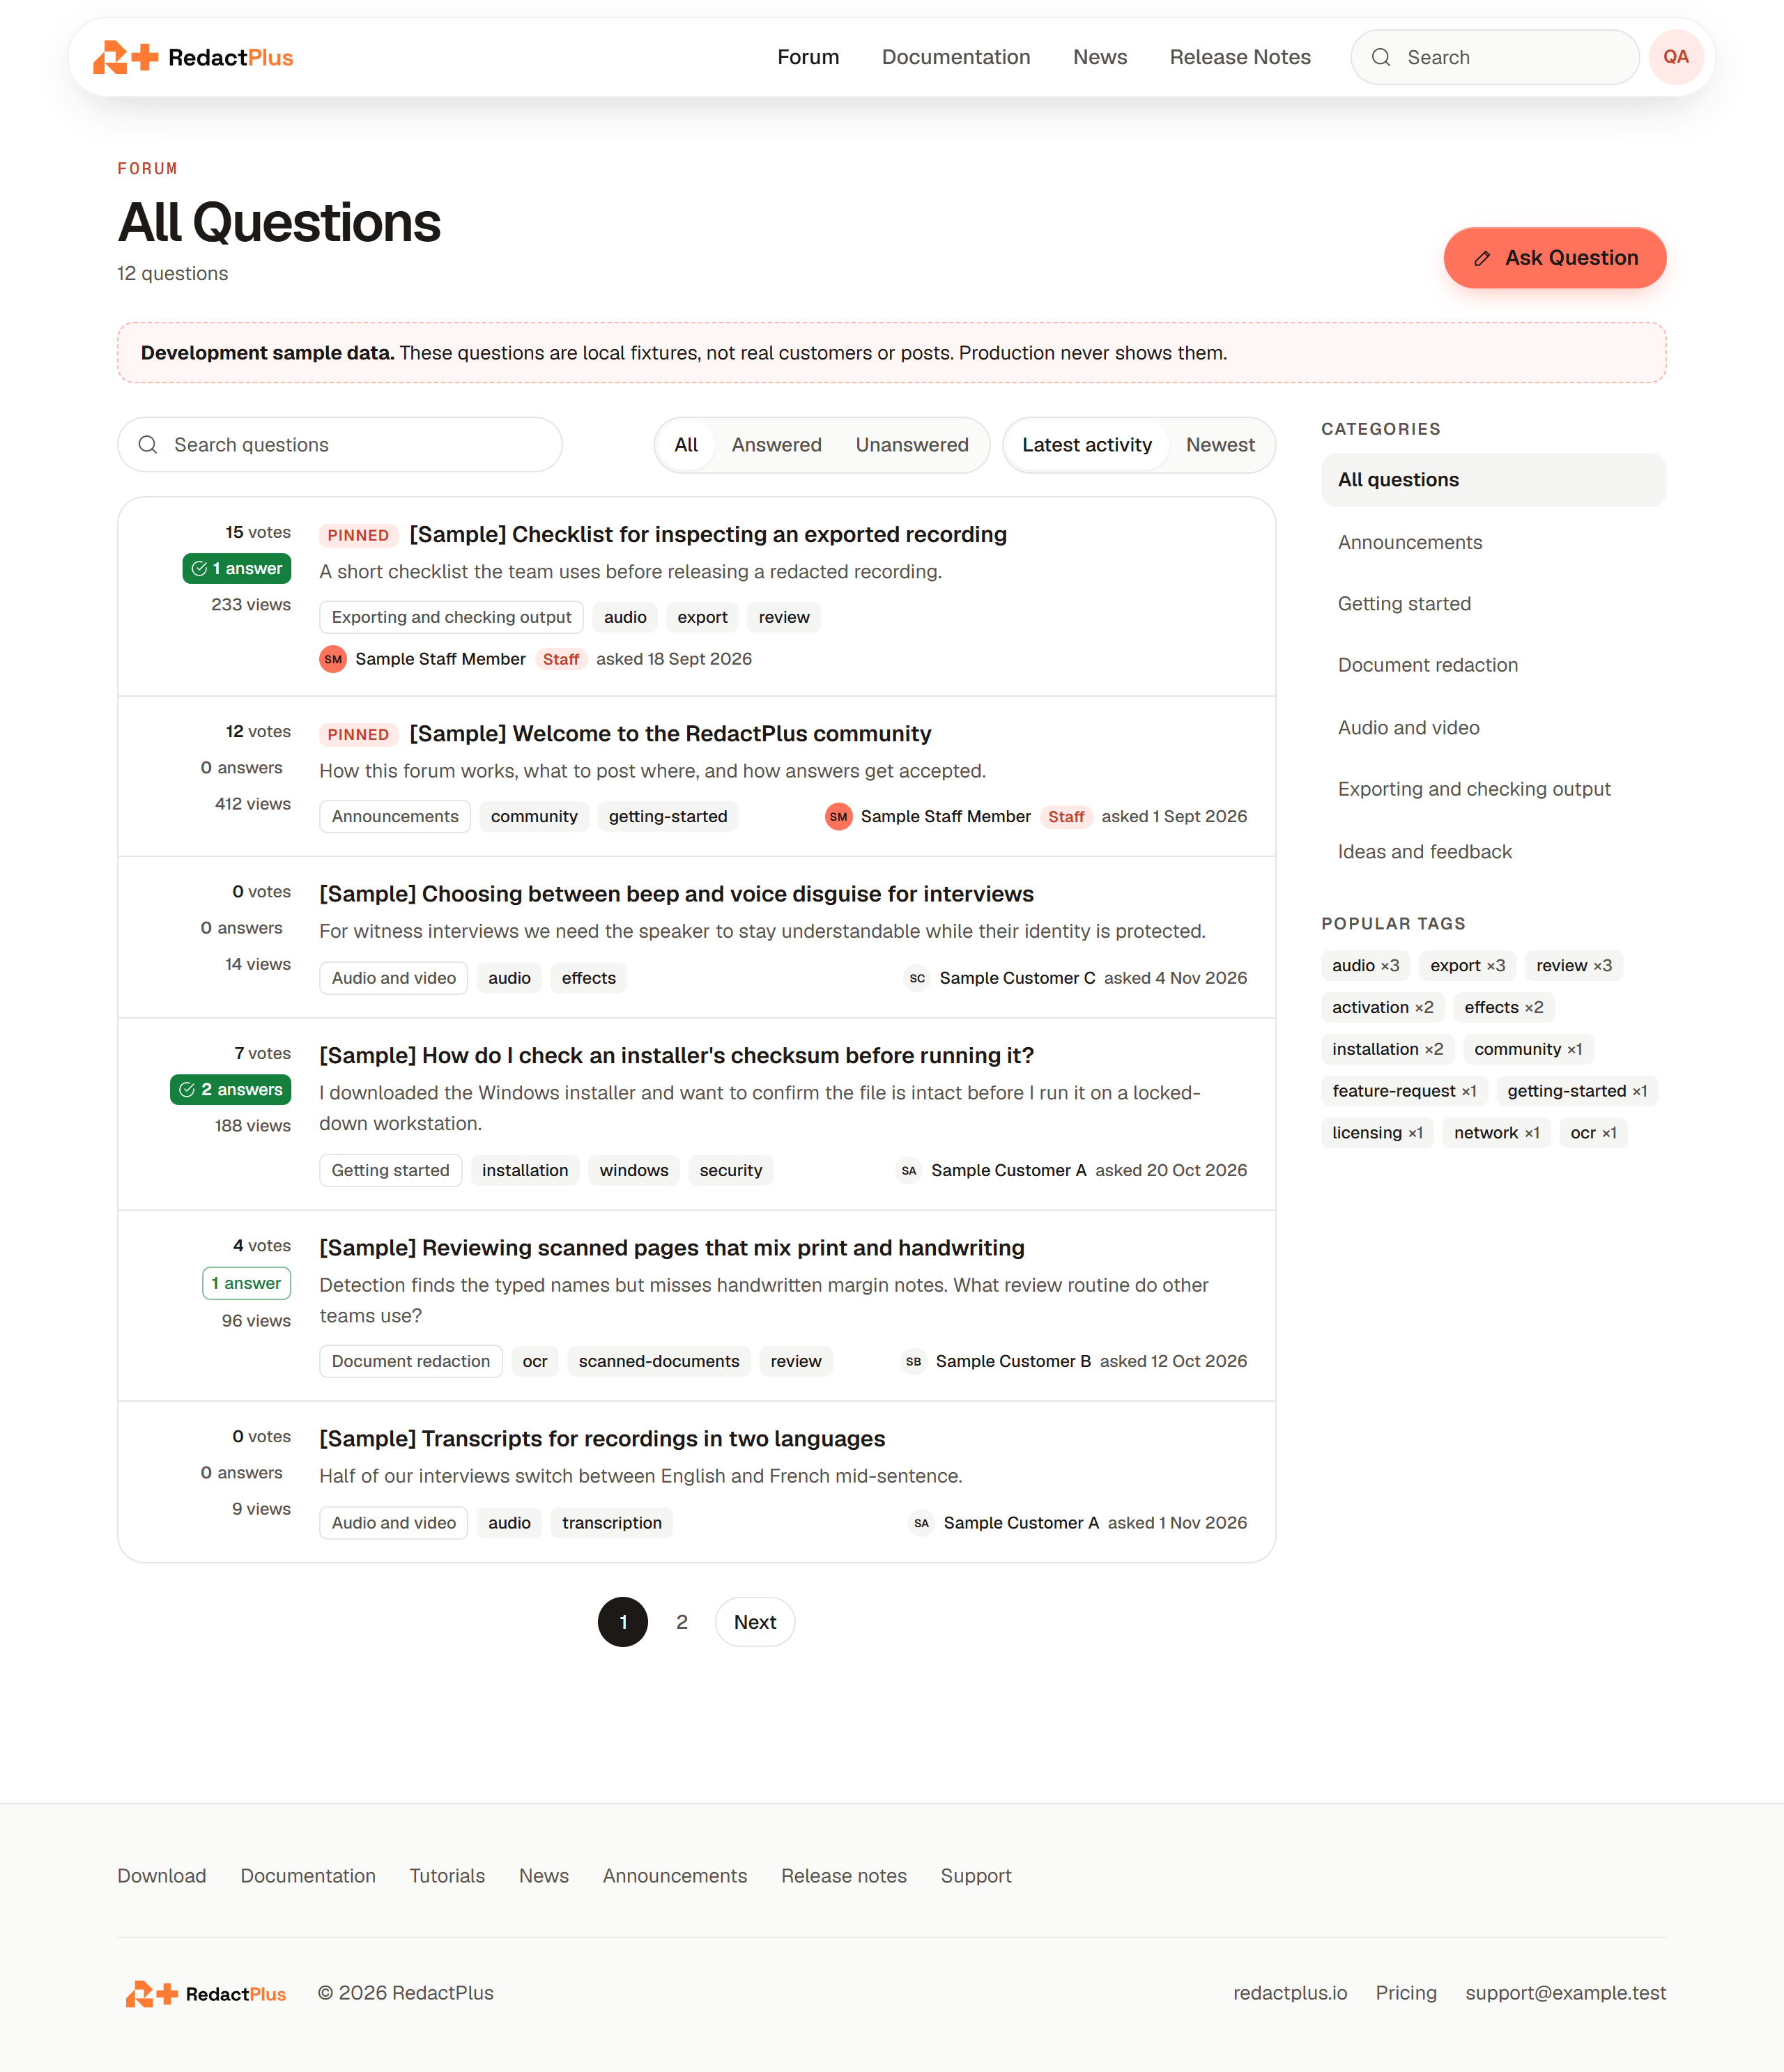 RedactPlus
Forum Documentation News Release Notes Search QA
FORUM
All Questions
12 questions
Ask Question
Development sample data. These questions are local fixtures, not real customers or posts. Production never shows them.
Search questions
All Answered Unanswered
Latest activity Newest
15 votes
1 answer
233 views
PINNED [Sample] Checklist for inspecting an exported recording
A short checklist the team uses before releasing a redacted recording.
Exporting and checking output audio export review
SM Sample Staff Member Staff asked 18 Sept 2026
12 votes
0 answers
412 views
PINNED [Sample] Welcome to the RedactPlus community
How this forum works, what to post where, and how answers get accepted.
Announcements community getting-started
SM Sample Staff Member Staff asked 1 Sept 2026
0 votes
0 answers
14 views
[Sample] Choosing between beep and voice disguise for interviews
For witness interviews we need the speaker to stay understandable while their identity is protected.
Audio and video audio effects
SC Sample Customer C asked 4 Nov 2026
7 votes
2 answers
188 views
[Sample] How do I check an installer's checksum before running it?
I downloaded the Windows installer and want to confirm the file is intact before I run it on a locked-
down workstation.
Getting started installation windows security
SA Sample Customer A asked 20 Oct 2026
4 votes
1 answer
96 views
[Sample] Reviewing scanned pages that mix print and handwriting
Detection finds the typed names but misses handwritten margin notes. What review routine do other
teams use?
Document redaction ocr scanned-documents review
SB Sample Customer B asked 12 Oct 2026
0 votes
0 answers
9 views
[Sample] Transcripts for recordings in two languages
Half of our interviews switch between English and French mid-sentence.
Audio and video audio transcription
SA Sample Customer A asked 1 Nov 2026
1 2 Next
CATEGORIES
All questions
Announcements
Getting started
Document redaction
Audio and video
Exporting and checking output
Ideas and feedback
POPULAR TAGS
audio ×3 export ×3 review ×3
activation ×2 effects ×2
installation ×2 community ×1
feature-request ×1 getting-started ×1
licensing ×1 network ×1 ocr ×1
Download Documentation Tutorials News Announcements Release notes Support
RedactPlus © 2026 RedactPlus
redactplus.io Pricing support@example.test